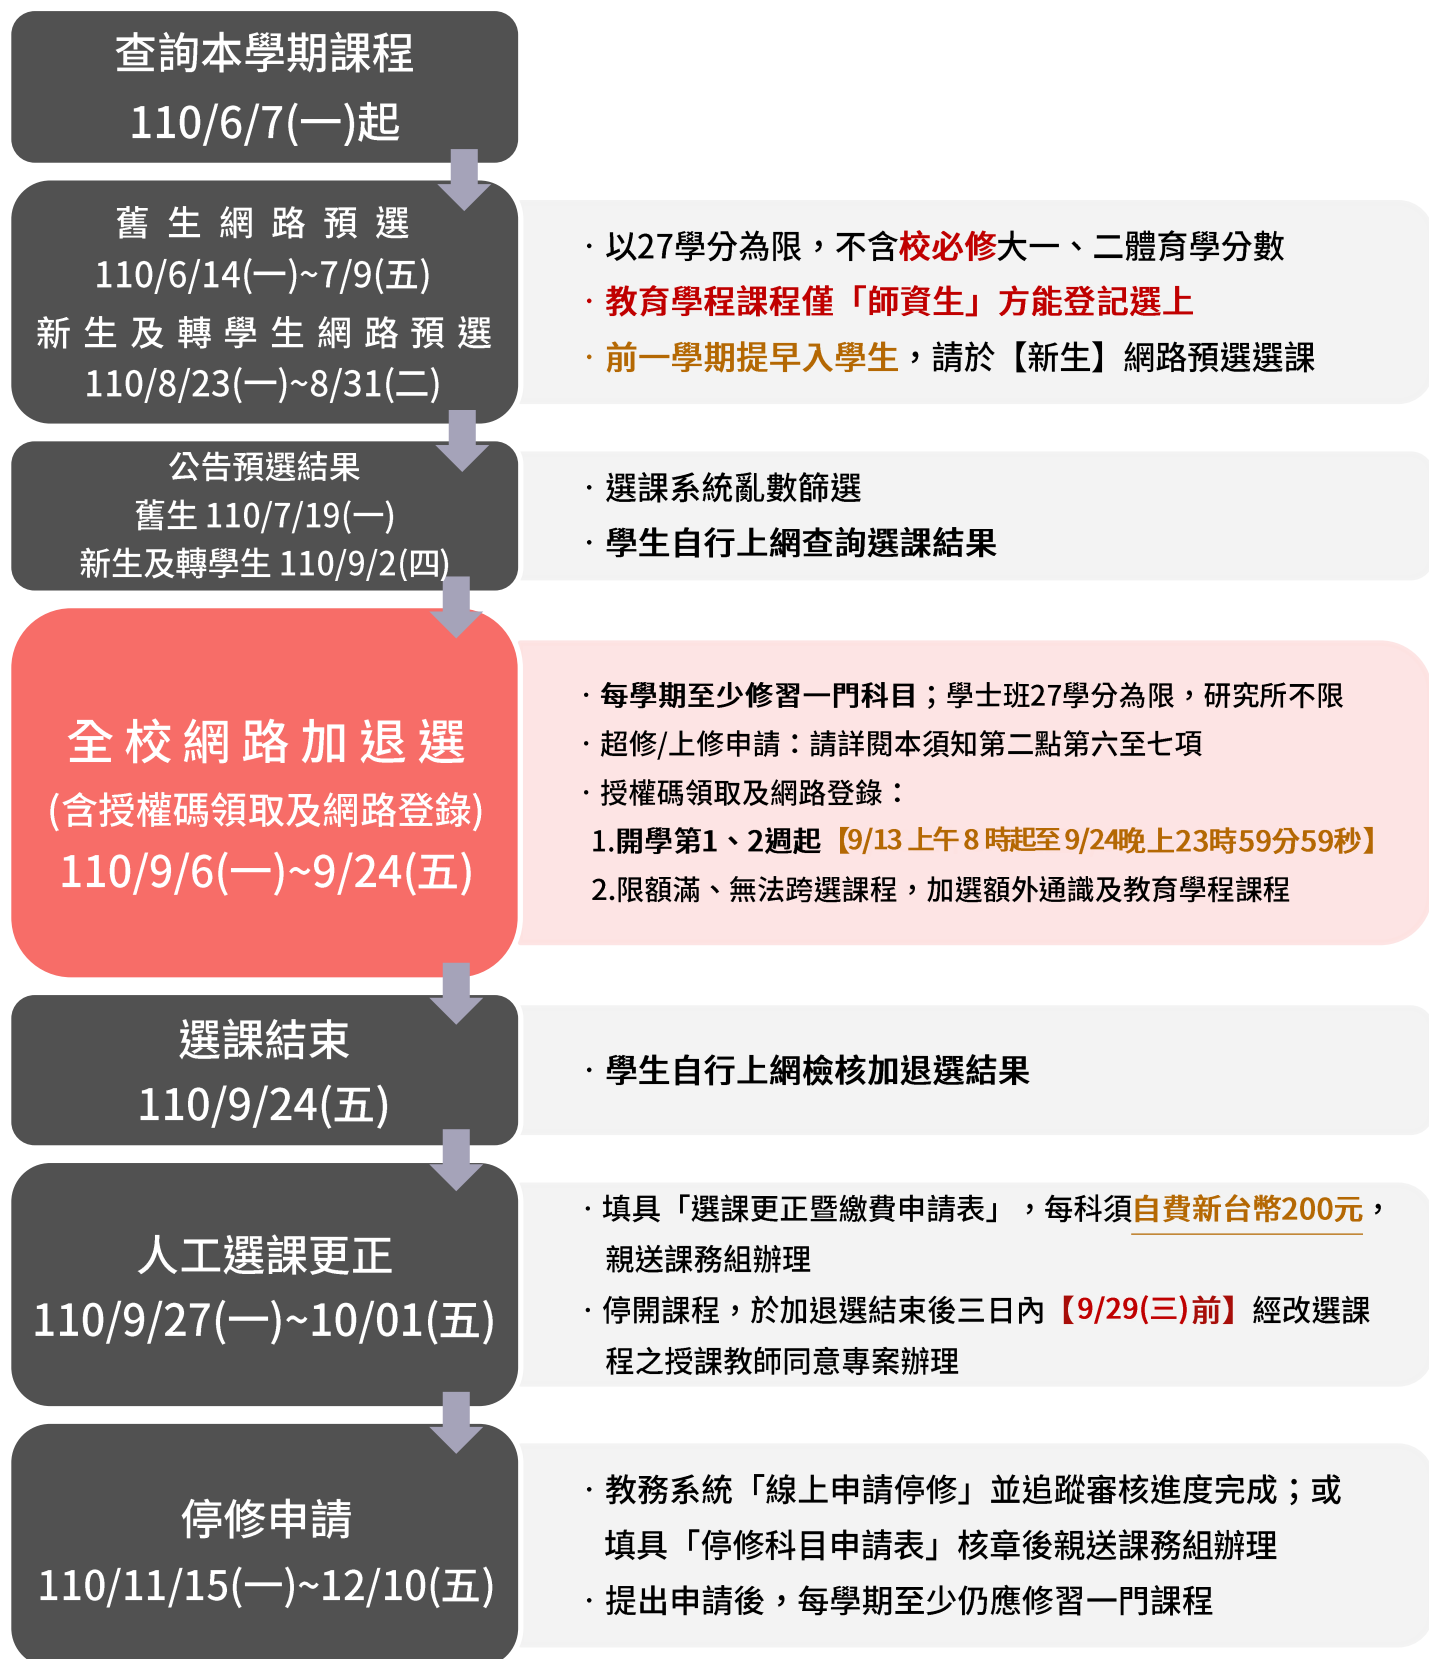 查詢本學期課程
110/6/7(一)起
舊生網路預選
110/6/14(一)~7/9(五)
新生及轉學生網路預選
110/8/23(一)~8/31(二)
· 以27學分為限，不含校必修大一、二體育學分數
· 教育學程課程僅「師資生」方能登記選上
· 前一學期提早入學生，請於【新生】網路預選選課
公告預選結果
舊生 110/7/19(一)
新生及轉學生 110/9/2(四)
· 選課系統亂數篩選
· 學生自行上網查詢選課結果
全校網路加退選
(含授權碼領取及網路登錄)
110/9/6(一)~9/24(五)
· 每學期至少修習一門科目；學士班27學分為限，研究所不限
· 超修/上修申請：請詳閱本須知第二點第六至七項
· 授權碼領取及網路登錄：
1.開學第1、2週起【9/13 上午 8 時起至 9/24晚上23時59分59秒】
2.限額滿、無法跨選課程，加選額外通識及教育學程課程
選課結束
110/9/24(五)
· 學生自行上網檢核加退選結果
人工選課更正
110/9/27(一)~10/01(五)
· 填具「選課更正暨繳費申請表」，每科須自費新台幣200元，
親送課務組辦理
· 停開課程，於加退選結束後三日內【9/29(三)前】經改選課
程之授課教師同意專案辦理
停修申請
110/11/15(一)~12/10(五)
· 教務系統「線上申請停修」並追蹤審核進度完成；或
填具「停修科目申請表」核章後親送課務組辦理
· 提出申請後，每學期至少仍應修習一門課程